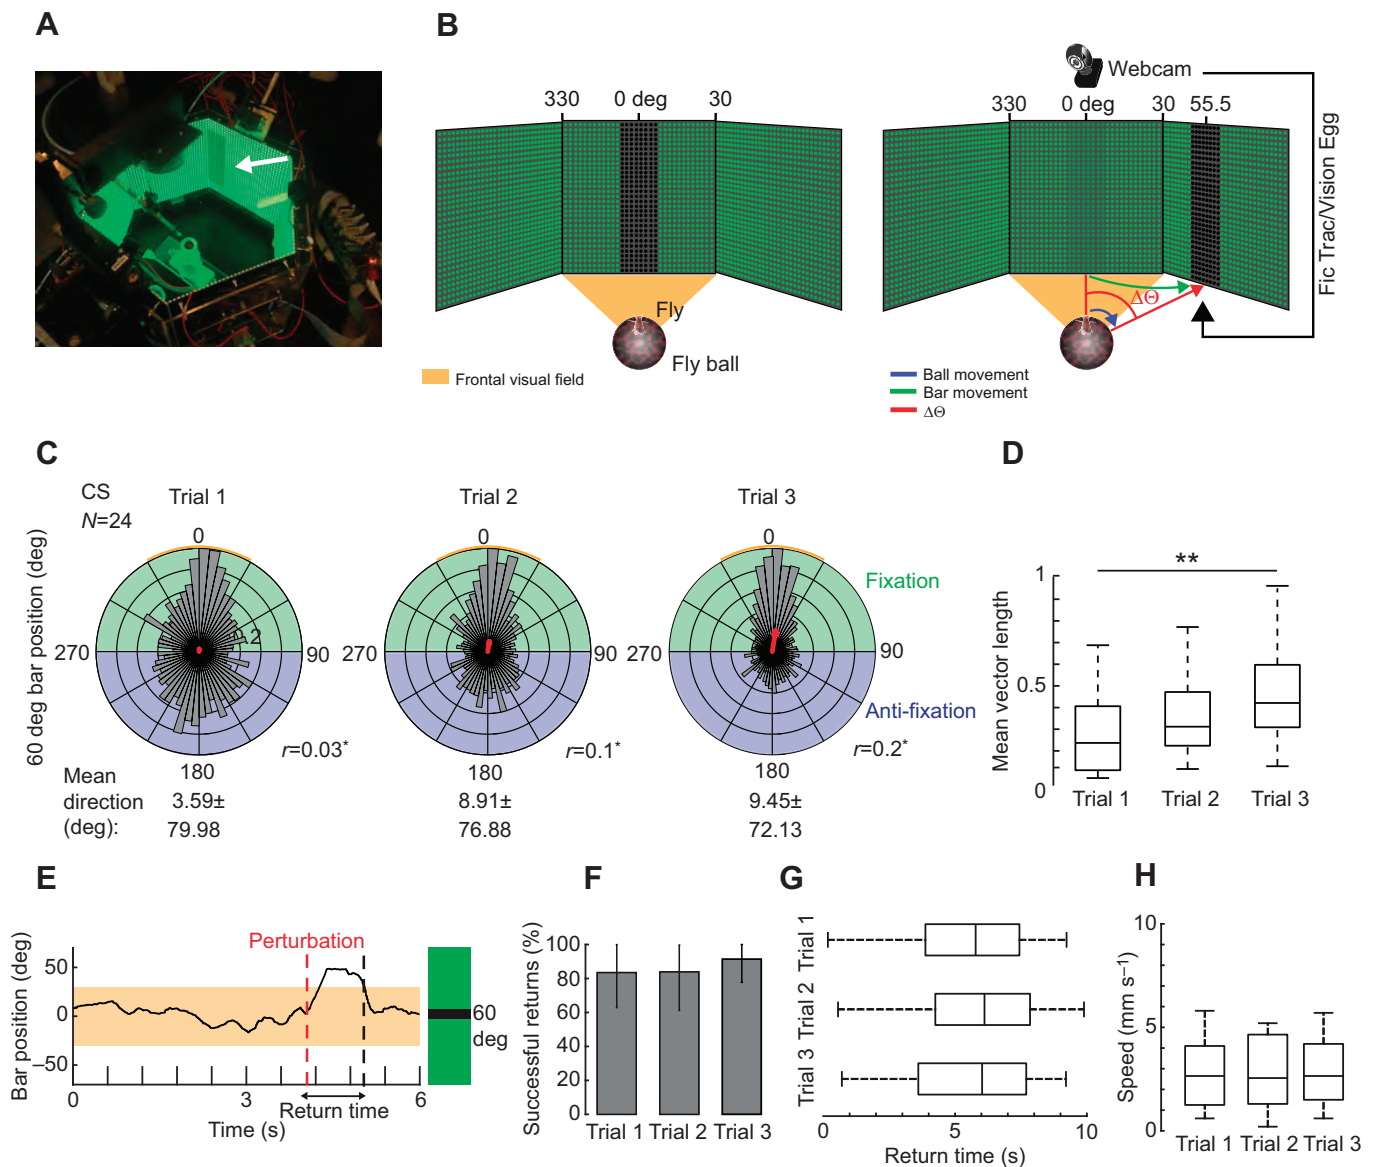 A
B
Webcam
330
0 deg
30
330
0 deg
30
55.5
Fic Trac/Vision Egg
Fly
ΔΘ
Fly ball
Frontal visual field
Ball movement
Bar movement
ΔΘ
C
D
CS
N=24
Trial 1
Trial 2
Trial 3
60 deg bar position (deg)
0
0
0
Fixation
0.2
270
90
270
90
270
90
Anti-fixation
r=0.03*
r=0.1*
r=0.2*
180
180
180
Mean
direction
(deg):
3.59±
79.98
8.91±
76.88
9.45±
72.13
**
Mean vector length
1
0.5
0
Trial 1
Trial 2
Trial 3
E
F
G
H
Perturbation
Bar position (deg)
50
0
–50
60
deg
0
3
6
Return time
Time (s)
Successful returns (%)
100
80
60
40
20
0
Trial 1
Trial 2
Trial 3
Trial 1
Trial 2
Trial 3
0
5
10
Return time (s)
Speed (mm s–1)
10
5
0
Trial 1
Trial 2
Trial 3